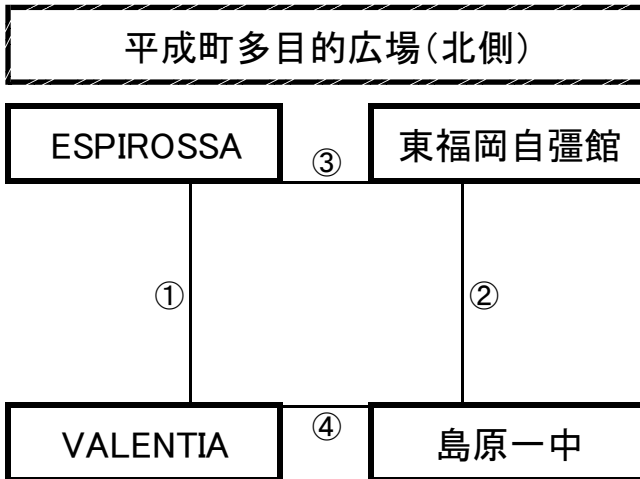 平成町多目的広場(北側)
ESPIROSSA
③
東福岡自彊館
①
②
VALENTIA
④
島原一中